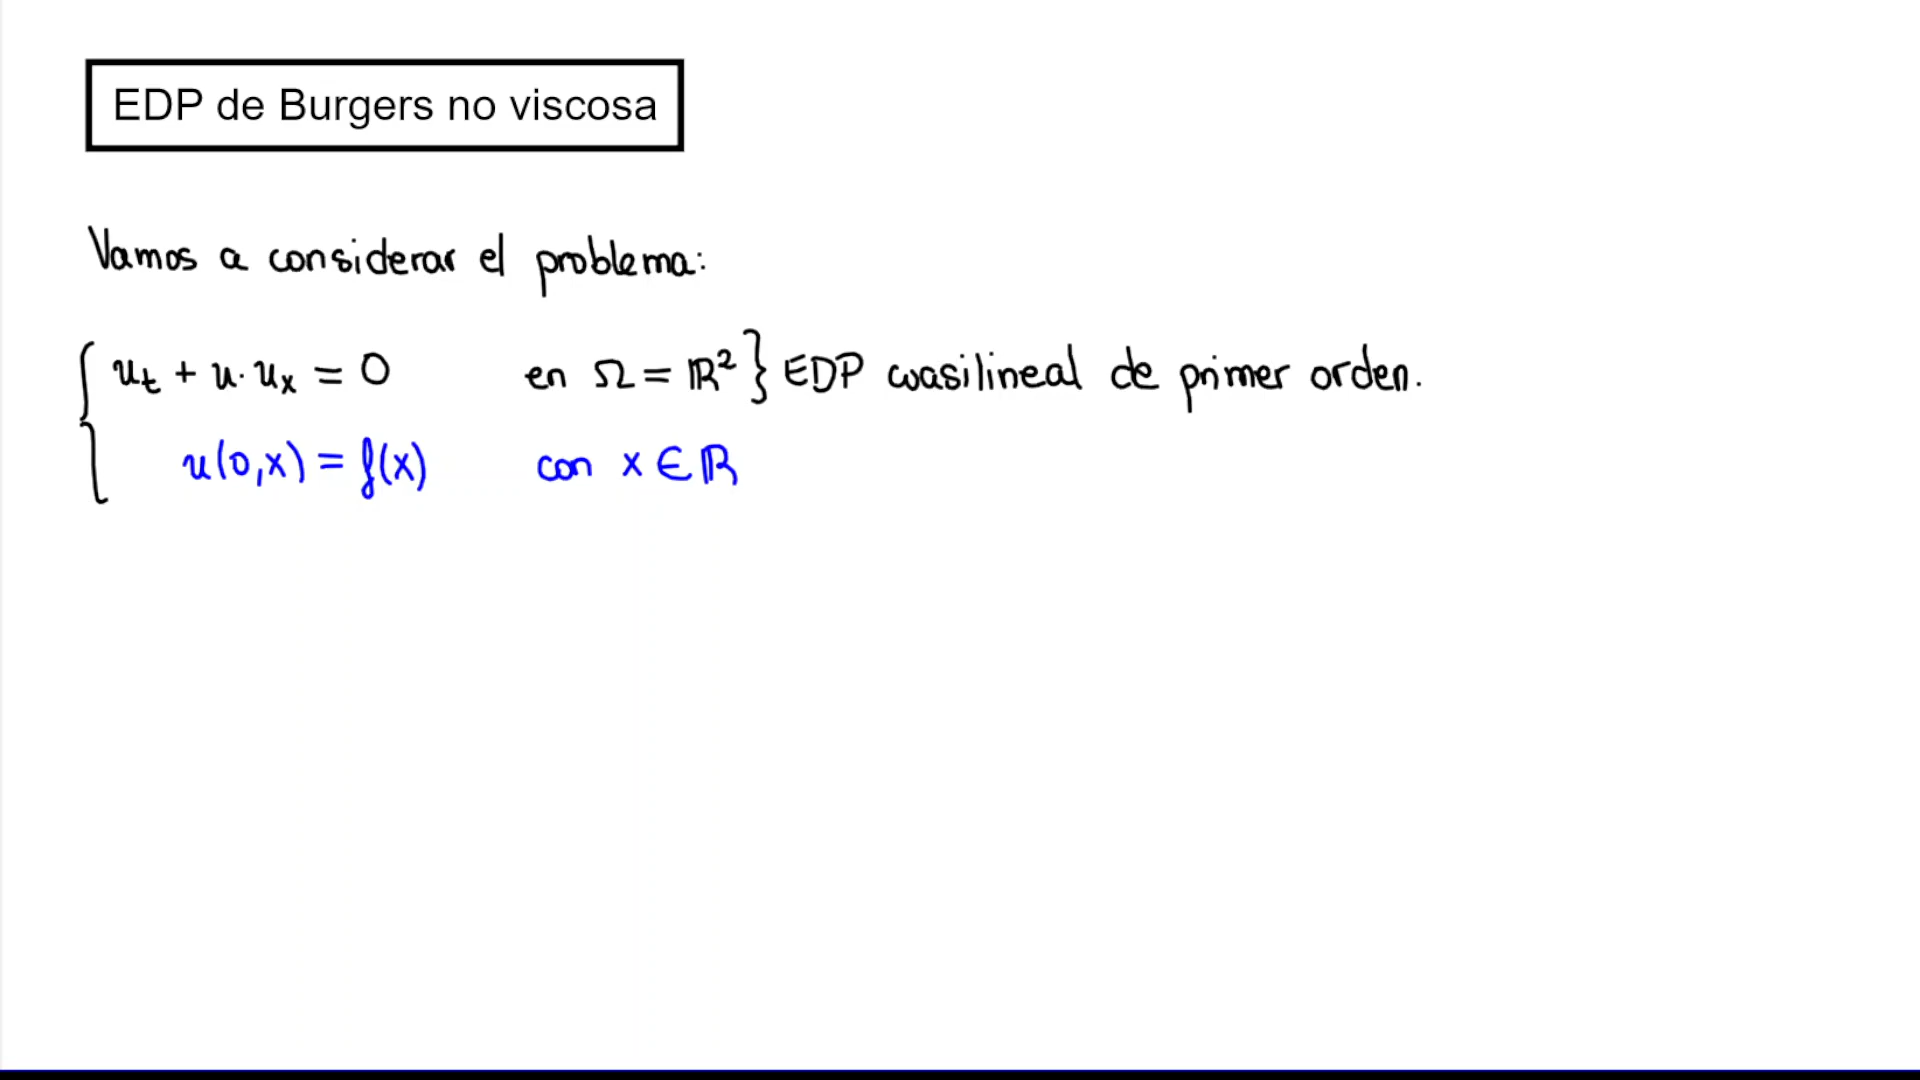 EDP de Burgers no viscosa
Vamos a considerar el problema:
u_t + u · u_x = 0 en Ω = ℝ² } EDP cuasilineal de primer orden.
u(0,x) = f(x) con x ∈ ℝ